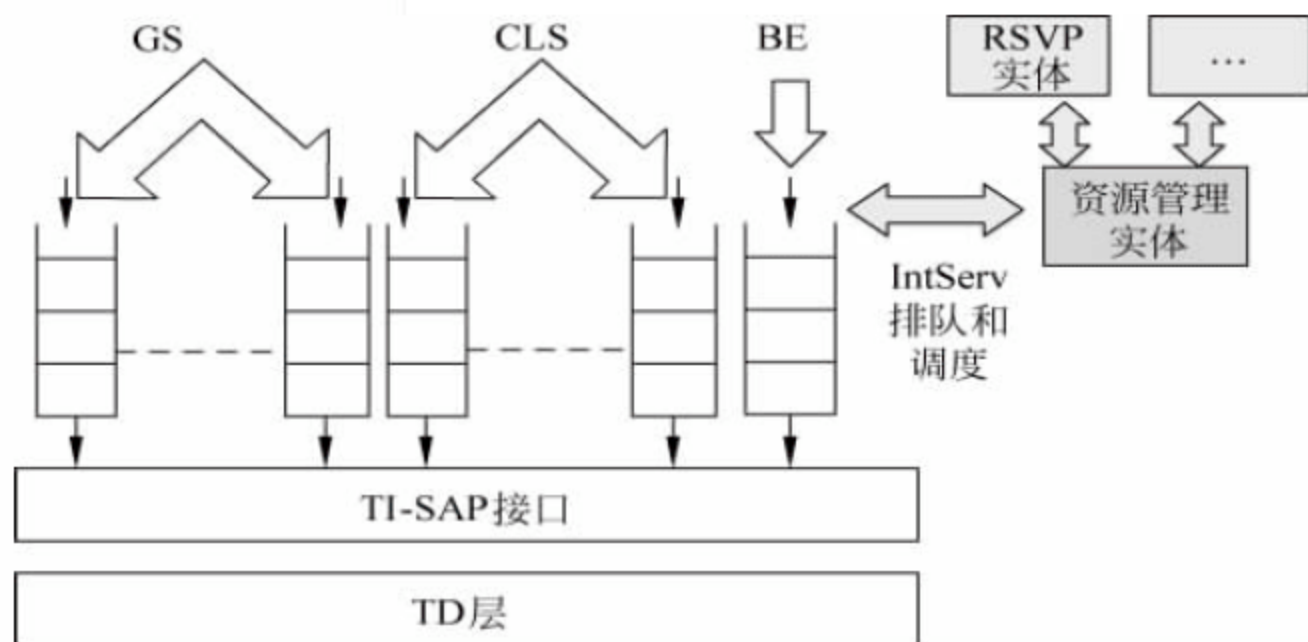 GS
CLS
BE
RSVP
实体
…
资源管理
实体
IntServ
排队和
调度
TI-SAP接口
TD层